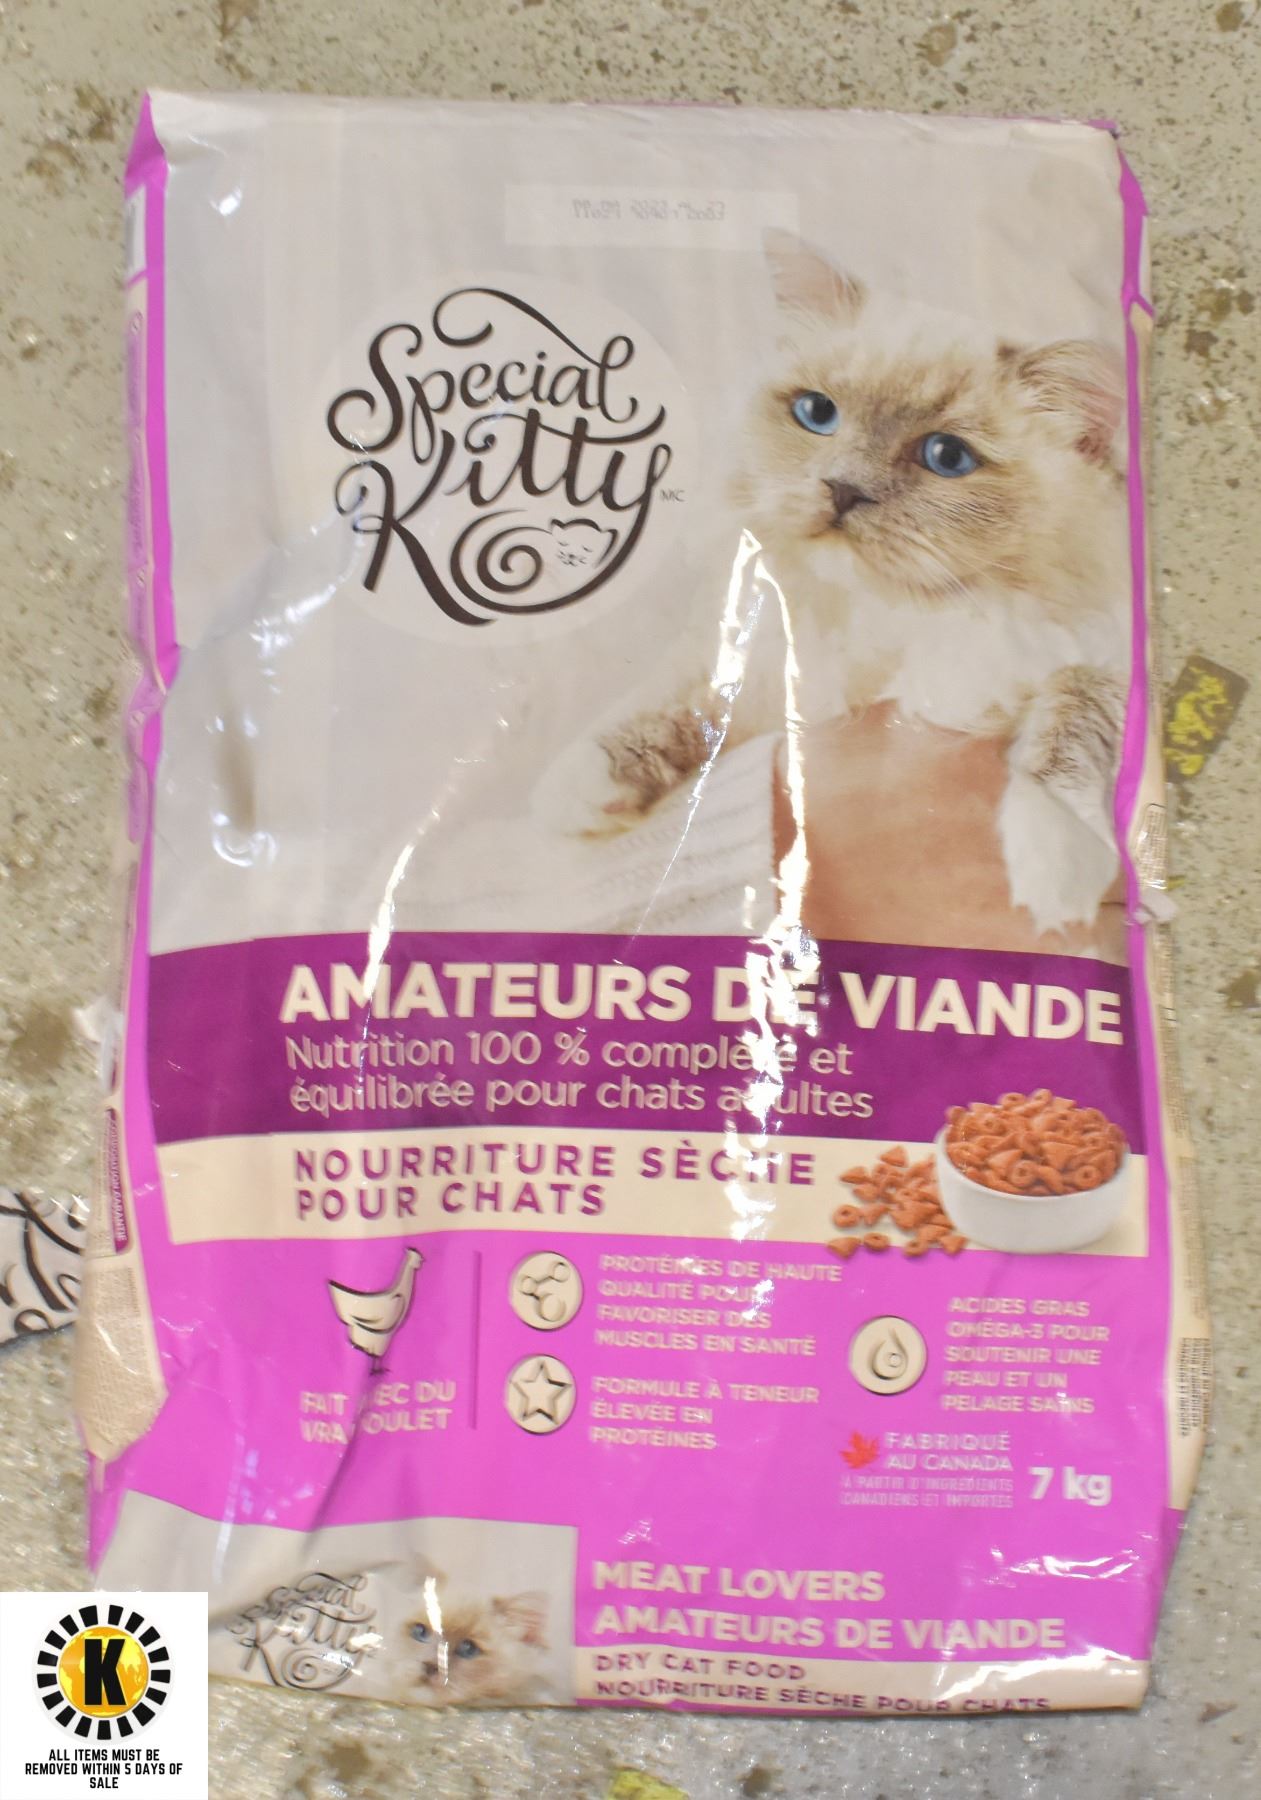 Special
Kitty MC
AMATEURS DE VIANDE
Nutrition 100 % complète et
équilibrée pour chats adultes
NOURRITURE SÈCHE
POUR CHATS
FAIT AVEC DU
VRAI POULET
PROTÉINES DE HAUTE
QUALITÉ POUR
FAVORISER DES
MUSCLES EN SANTÉ
FORMULE À TENEUR
ÉLEVÉE EN
PROTÉINES
ACIDES GRAS
OMÉGA-3 POUR
SOUTENIR UNE
PEAU ET UN
PELAGE SAINS
FABRIQUÉ
AU CANADA
À PARTIR D'INGRÉDIENTS
CANADIENS ET IMPORTÉS
7 kg
Special
Kitty
MEAT LOVERS
AMATEURS DE VIANDE
DRY CAT FOOD
NOURRITURE SÈCHE POUR CHATS
K
ALL ITEMS MUST BE
REMOVED WITHIN 5 DAYS OF
SALE